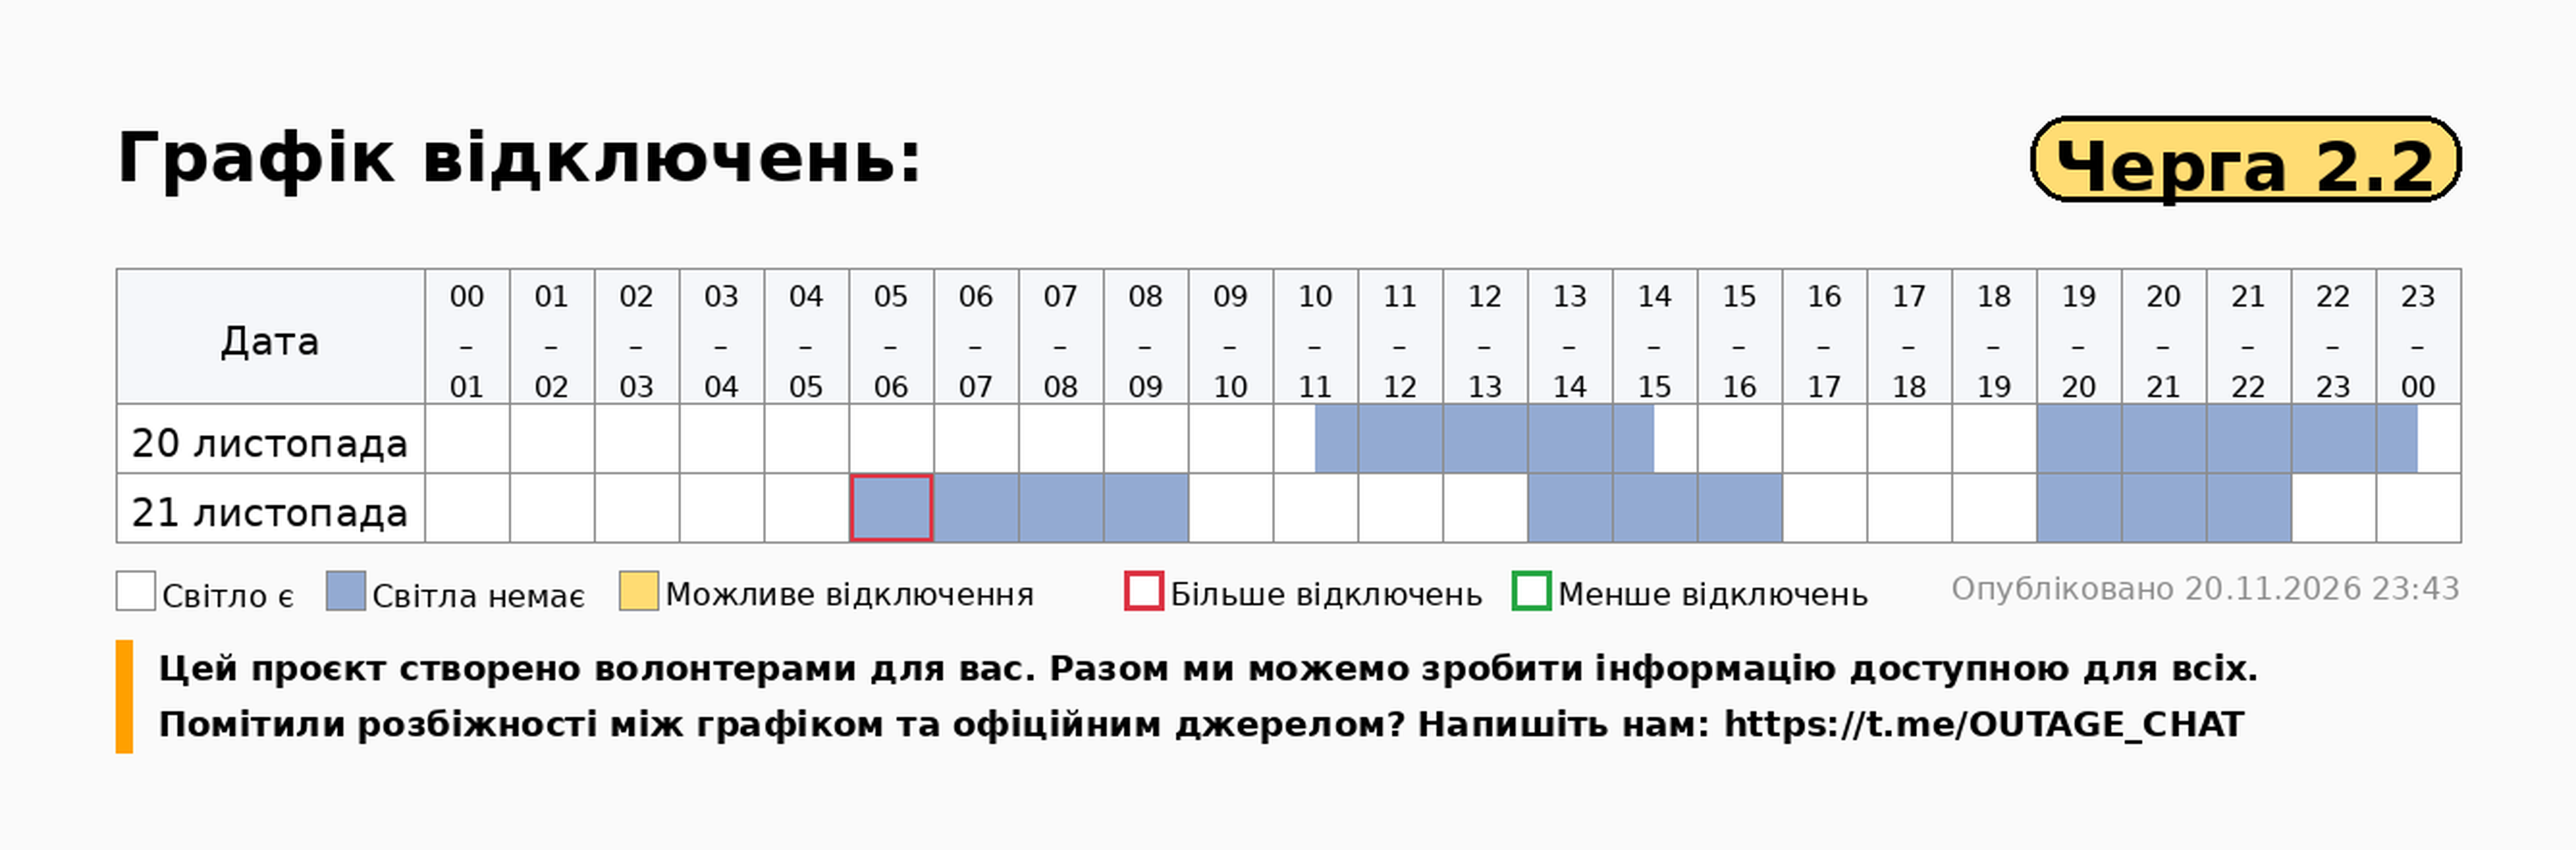 Графік відключень:
Черга 2.2
Дата 00 – 01 01 – 02 02 – 03 03 – 04 04 – 05 05 – 06 06 – 07 07 – 08 08 – 09 09 – 10 10 – 11 11 – 12 12 – 13 13 – 14 14 – 15 15 – 16 16 – 17 17 – 18 18 – 19 19 – 20 20 – 21 21 – 22 22 – 23 23 – 00
20 листопада
21 листопада
Світло є Світла немає Можливе відключення Більше відключень Менше відключень Опубліковано 20.11.2026 23:43
Цей проєкт створено волонтерами для вас. Разом ми можемо зробити інформацію доступною для всіх.
Помітили розбіжності між графіком та офіційним джерелом? Напишіть нам: https://t.me/OUTAGE_CHAT